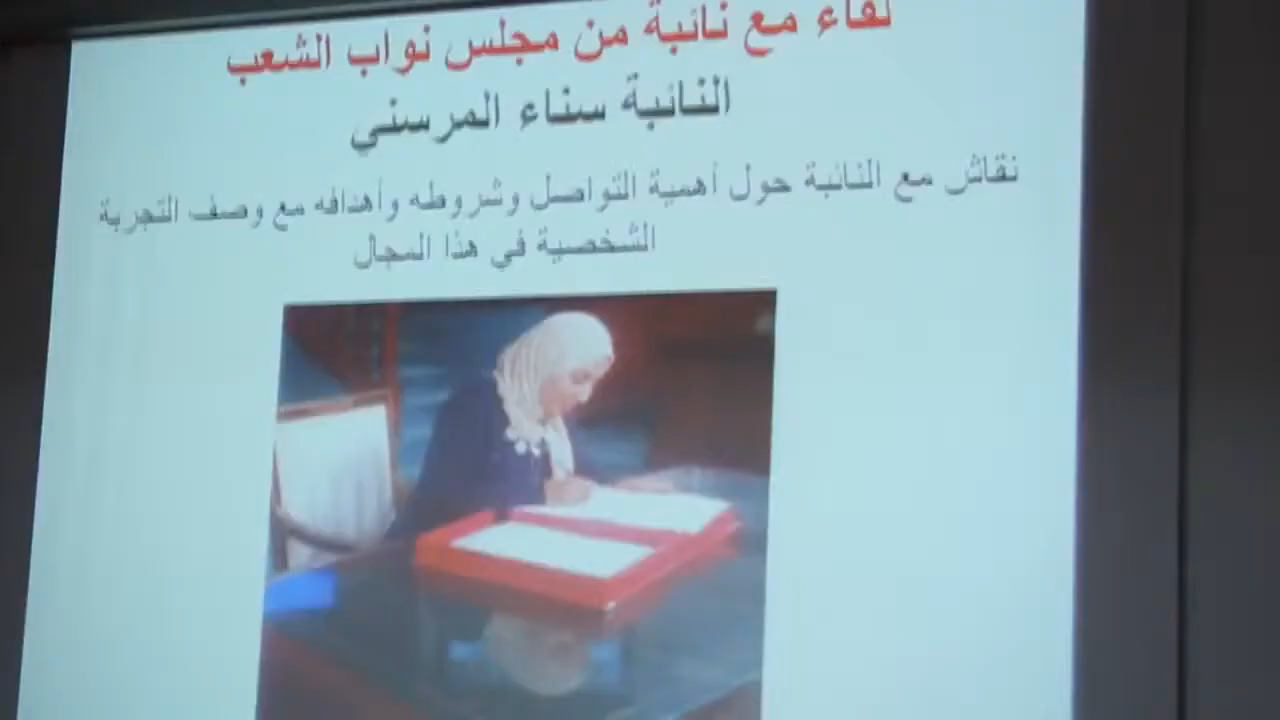 لقاء مع نائبة من مجلس نواب الشعب
النائبة سناء المرسني
نقاش مع النائبة حول أهمية التواصل وشروطه وأهدافه مع وصف التجربة
الشخصية في هذا المجال